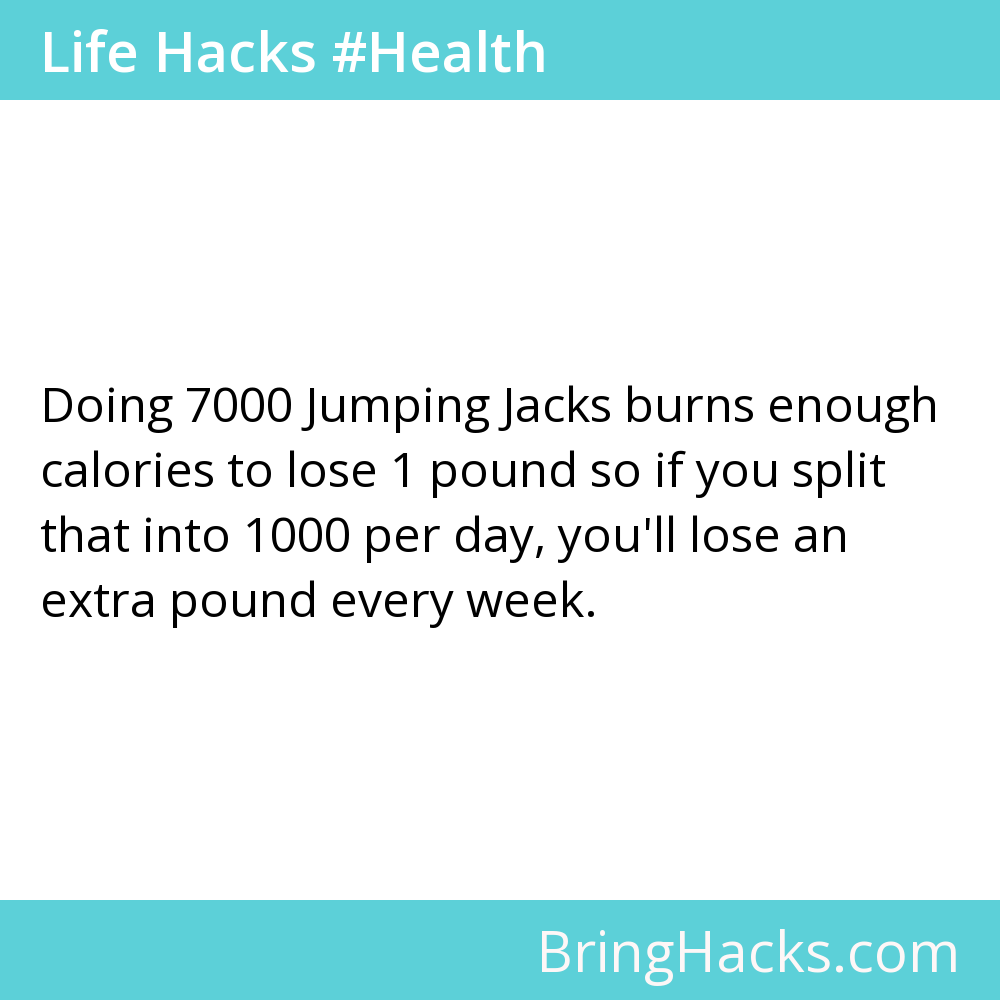 Life Hacks #Health
Doing 7000 Jumping Jacks burns enough
calories to lose 1 pound so if you split
that into 1000 per day, you'll lose an
extra pound every week.
BringHacks.com